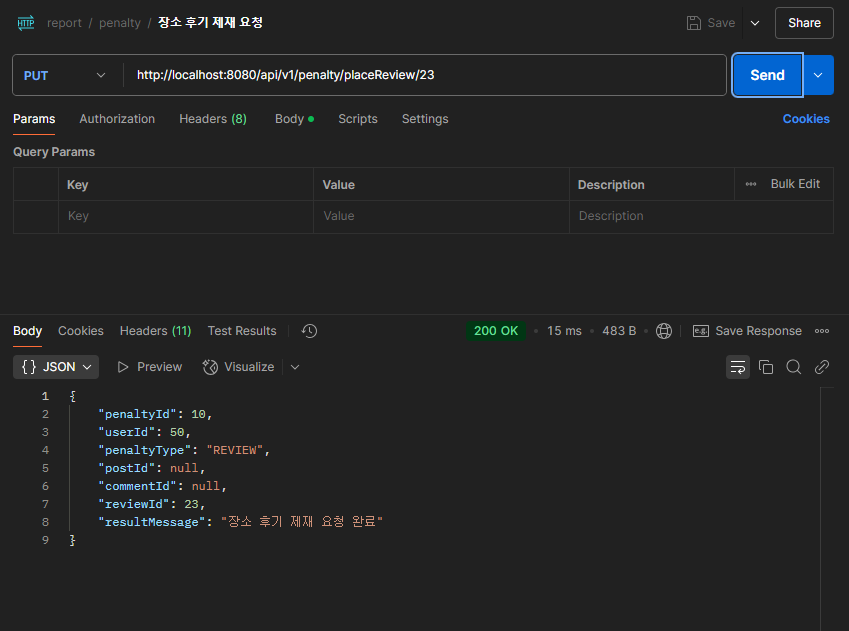 HTTP report / penalty / 장소 후기 제재 요청 Save Share
PUT http://localhost:8080/api/v1/penalty/placeReview/23 Send
Params Authorization Headers (8) Body Scripts Settings Cookies
Query Params
Key Value Description Bulk Edit
Key Value Description
Body Cookies Headers (11) Test Results 200 OK 15 ms 483 B e.g. Save Response
{} JSON Preview Visualize
1 {
2 "penaltyId": 10,
3 "userId": 50,
4 "penaltyType": "REVIEW",
5 "postId": null,
6 "commentId": null,
7 "reviewId": 23,
8 "resultMessage": "장소 후기 제재 요청 완료"
9 }